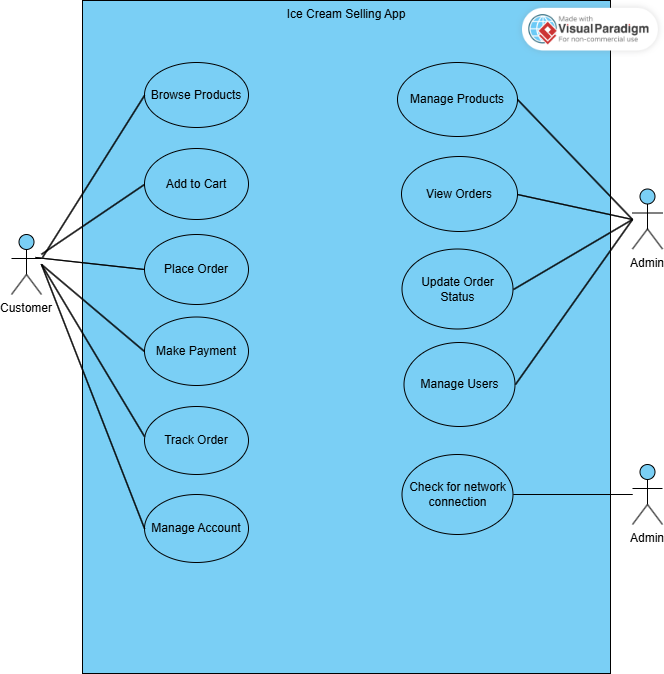 Ice Cream Selling App
Made with
VisualParadigm
For non-commercial use
Browse Products
Manage Products
Add to Cart
View Orders
Customer
Place Order
Update Order
Status
Admin
Make Payment
Manage Users
Track Order
Check for network
connection
Manage Account
Admin